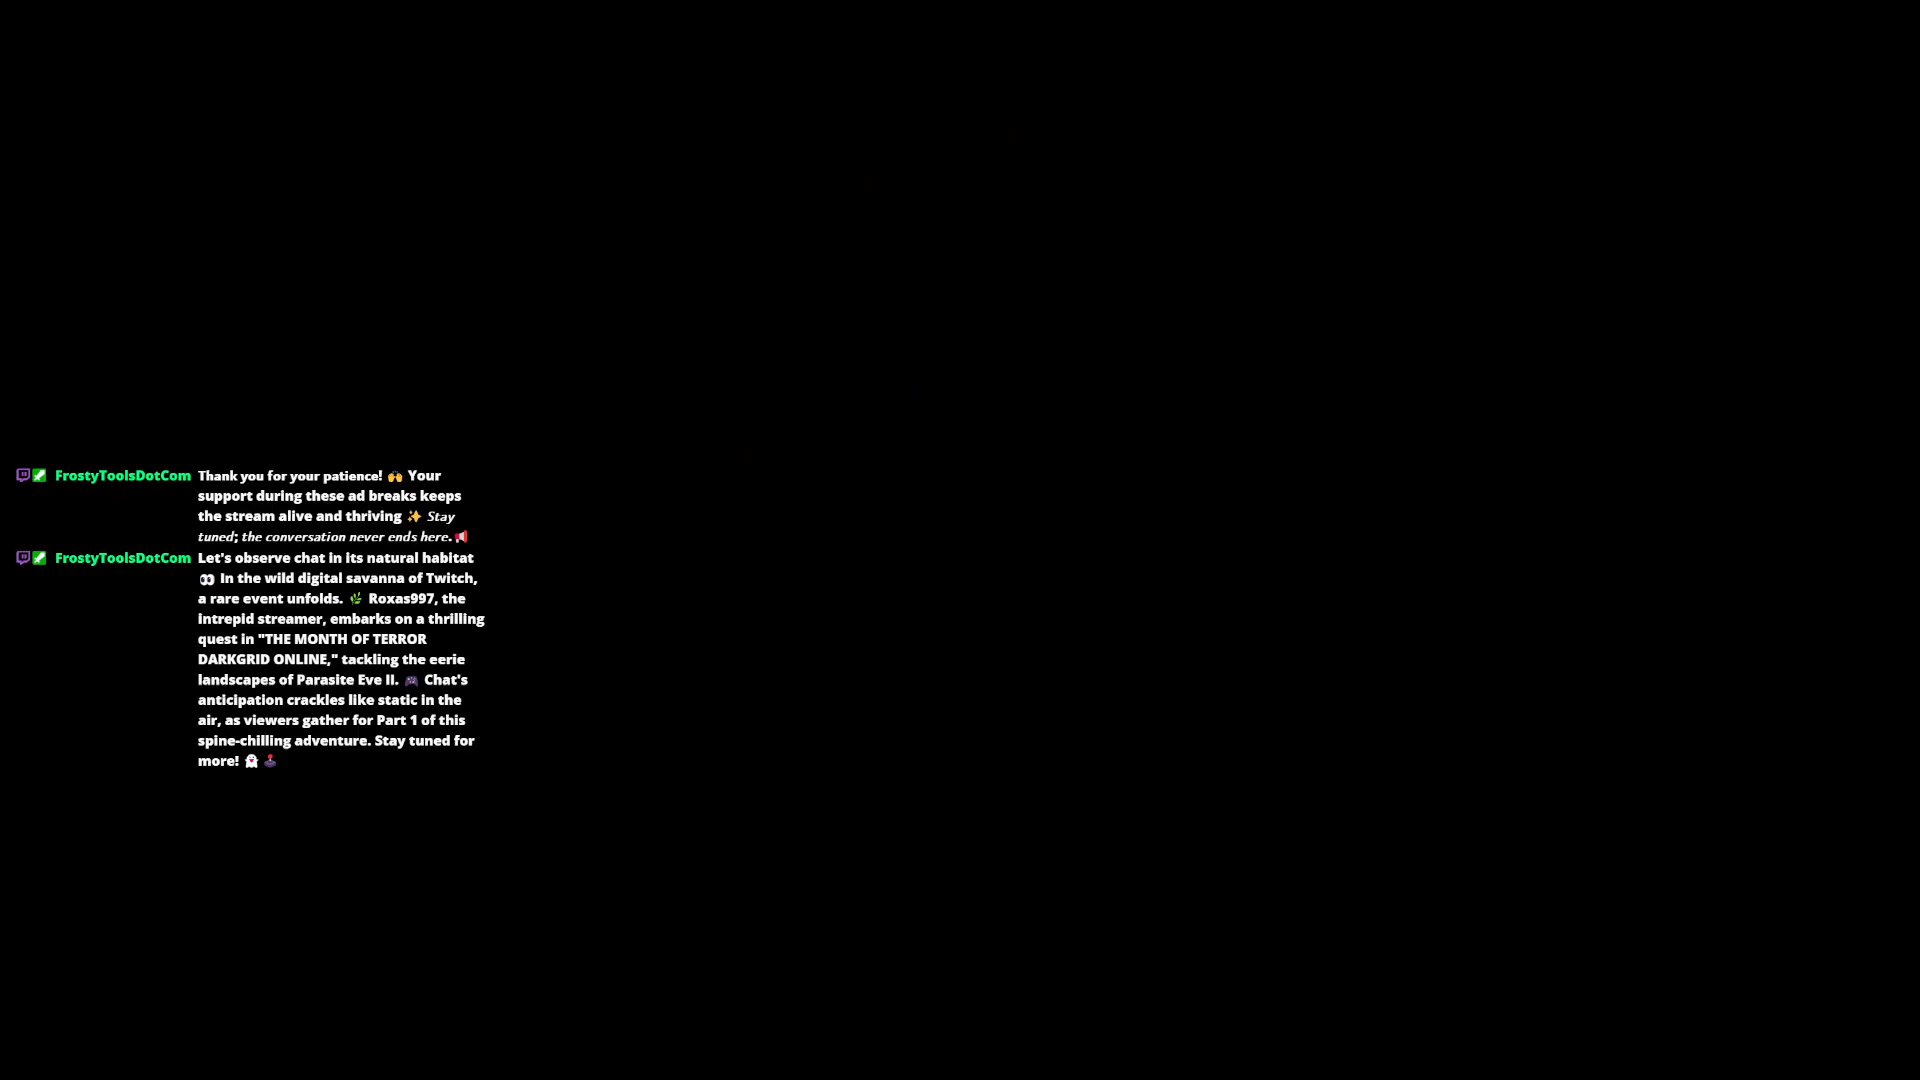 FrostyToolsDotCom Thank you for your patience! 🙌 Your
support during these ad breaks keeps
the stream alive and thriving ✨ Stay
tuned; the conversation never ends here. 📢
FrostyToolsDotCom Let's observe chat in its natural habitat
👀 In the wild digital savanna of Twitch,
a rare event unfolds. 🌿 Roxas997, the
intrepid streamer, embarks on a thrilling
quest in "THE MONTH OF TERROR
DARKGRID ONLINE," tackling the eerie
landscapes of Parasite Eve II. 🎮 Chat's
anticipation crackles like static in the
air, as viewers gather for Part 1 of this
spine-chilling adventure. Stay tuned for
more! 👻 🕹️